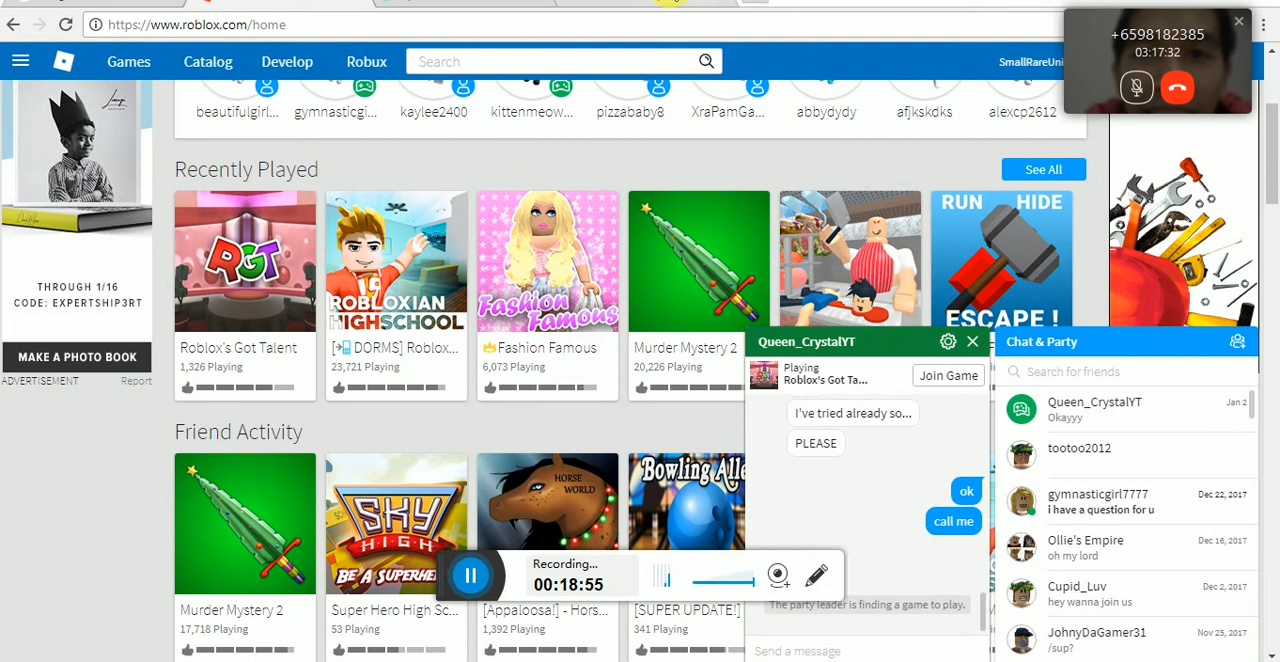 https://www.roblox.com/home
+6598182385
03:17:32
Games
Catalog
Develop
Robux
Search
SmallRareUni
beautifulgirl...
gymnasticgi...
kaylee2400
kittenmeow...
pizzababy8
XraPamGa...
abbydydy
afjkskdks
alexcp2612
Recently Played
See All
RGT
ROBLOXIAN
HIGHSCHOOL
Fashion
Famous
RUN HIDE
ESCAPE !
Roblox's Got Talent
1,326 Playing
[📲 DORMS] Roblox...
23,721 Playing
👑Fashion Famous
6,073 Playing
Murder Mystery 2
20,226 Playing
THROUGH 1/16
CODE: EXPERTSHIP3RT
MAKE A PHOTO BOOK
ADVERTISEMENT
Report
Friend Activity
SKY
HIGH
BE A SUPERHE
HORSE
WORLD
Bowling Alle
Murder Mystery 2
17,718 Playing
Super Hero High Sc...
53 Playing
[Appaloosa!] - Hors...
1,392 Playing
[SUPER UPDATE!]
341 Playing
Recording...
00:18:55
Queen_CrystalYT
Playing
Roblox's Got Ta...
Join Game
I've tried already so...
PLEASE
ok
call me
The party leader is finding a game to play.
Send a message
Chat & Party
Search for friends
Queen_CrystalYT
Jan 2
Okayyy
tootoo2012
gymnasticgirl7777
Dec 22, 2017
i have a question for u
Ollie's Empire
Dec 16, 2017
oh my lord
Cupid_Luv
Dec 2, 2017
hey wanna join us
JohnyDaGamer31
Nov 25, 2017
/sup?